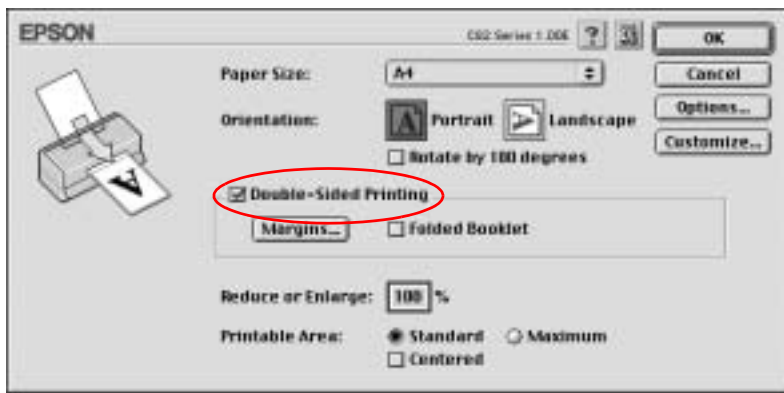 EPSON
C82 Series 1.00E
?
OK
Paper Size: A4
Cancel
Orientation: A Portrait A Landscape
Options...
Customize...
Rotate by 180 degrees
A
Double-Sided Printing
Margins... Folded Booklet
Reduce or Enlarge: 100 %
Printable Area: Standard Maximum
Centered